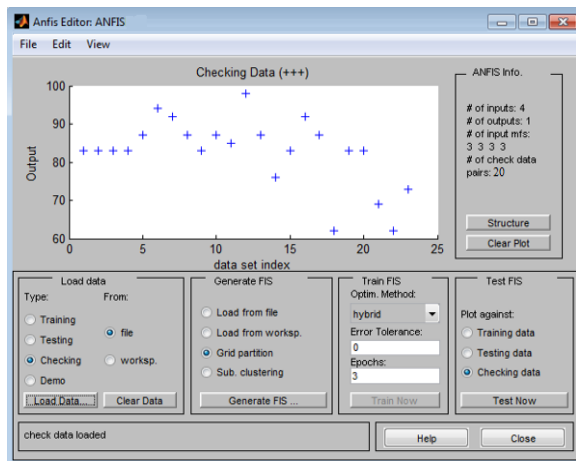 Anfis Editor: ANFIS
File Edit View
Checking Data (+++)
100
90
80
70
60
Output
0 5 10 15 20 25
data set index
ANFIS Info.
# of inputs: 4
# of outputs: 1
# of input mfs:
3 3 3 3
# of check data
pairs: 20
Structure
Clear Plot
Load data
Type: From:
Training
Testing
Checking
Demo
file
worksp.
Load Data...
Clear Data
Generate FIS
Load from file
Load from worksp.
Grid partition
Sub. clustering
Generate FIS ...
Train FIS
Optim. Method:
hybrid
Error Tolerance:
0
Epochs:
3
Train Now
Test FIS
Plot against:
Training data
Testing data
Checking data
Test Now
check data loaded
Help
Close